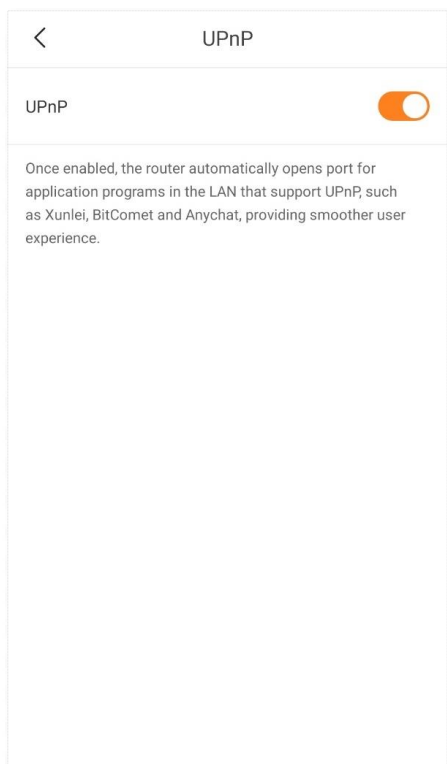 UPnP
UPnP
Once enabled, the router automatically opens port for
application programs in the LAN that support UPnP, such
as Xunlei, BitComet and Anychat, providing smoother user
experience.